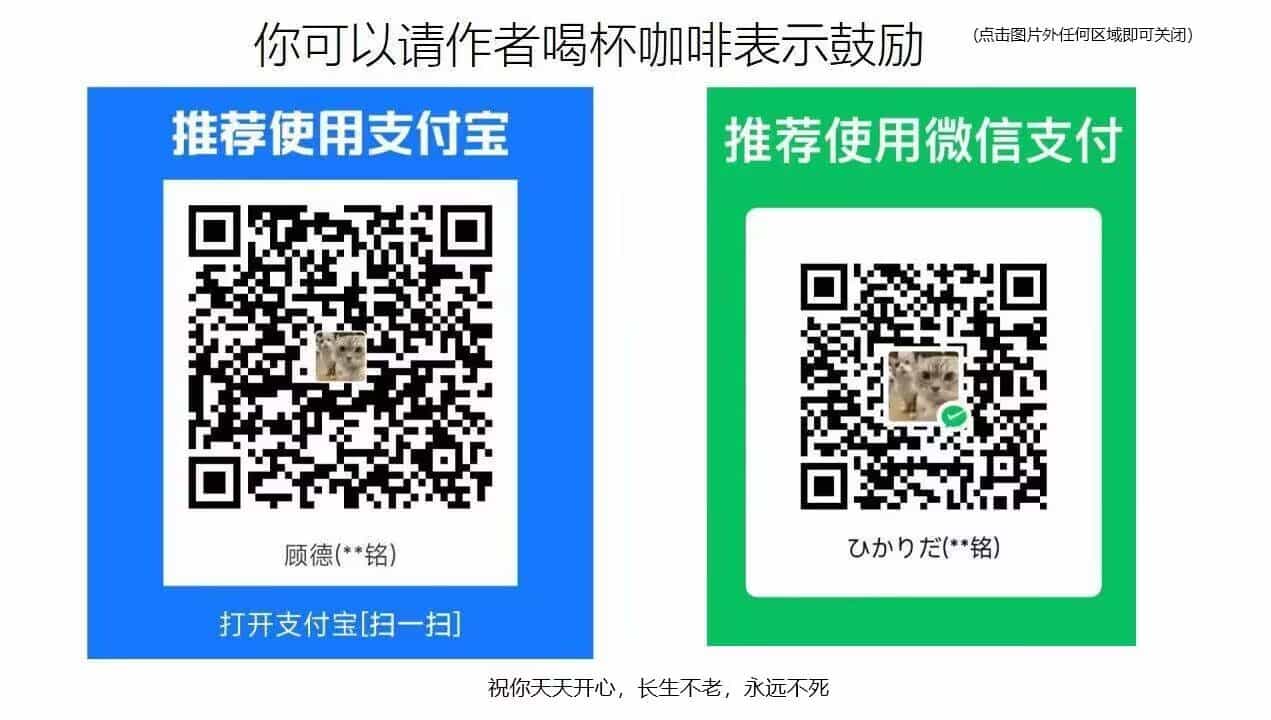 你可以请作者喝杯咖啡表示鼓励
(点击图片外任何区域即可关闭)
推荐使用支付宝
顾德(**铭)
打开支付宝[扫一扫]
推荐使用微信支付
ひかりだ(**铭)
祝你天天开心，长生不老，永远不死